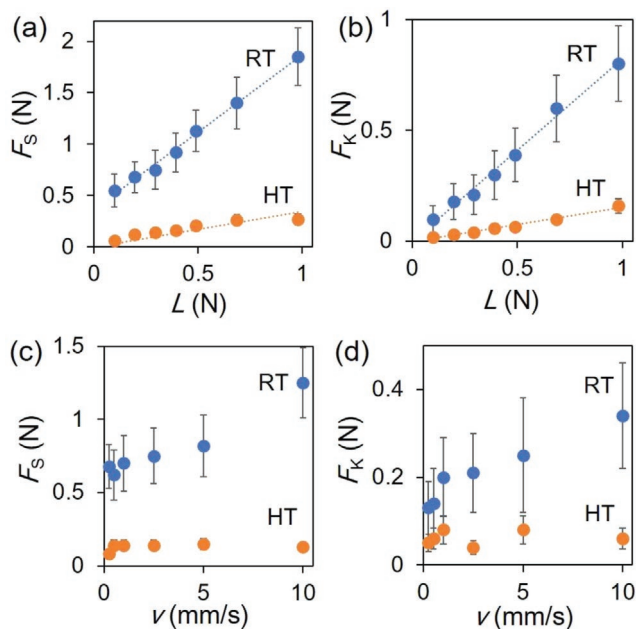 (a)
2
1.5
1
0.5
0
F_S (N)
RT
HT
0
0.5
1
L (N)
(b)
1
0.5
0
F_K (N)
RT
HT
0
0.5
1
L (N)
(c)
1.5
1
0.5
0
F_S (N)
RT
HT
0
5
10
v (mm/s)
(d)
0.4
0.2
0
F_K (N)
RT
HT
0
5
10
v (mm/s)